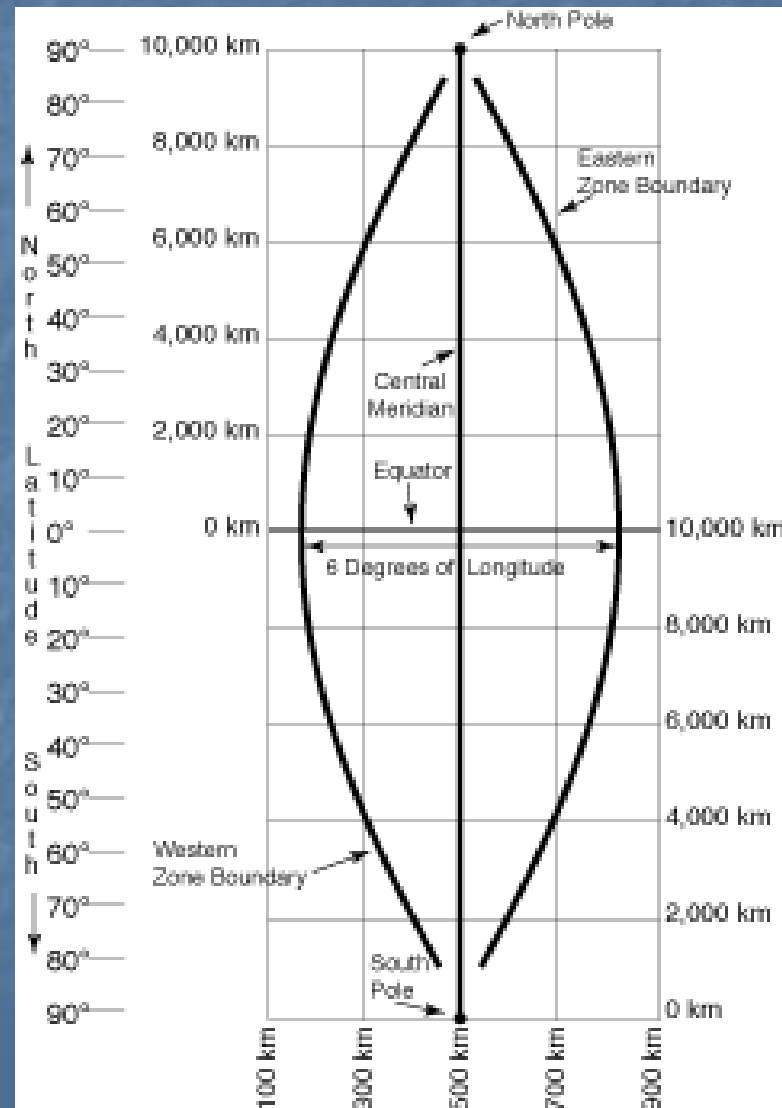 North Pole
90° 10,000 km
80°
8,000 km
70°
Eastern
Zone Boundary
60°
6,000 km
50°
40°
4,000 km
30°
Central
Meridian
20°
2,000 km
10°
Equator
0° 0 km 10,000 km
6 Degrees of Longitude
10°
8,000 km
20°
30°
6,000 km
40°
50°
4,000 km
Western
Zone Boundary
60°
70°
2,000 km
80°
South
Pole
90°
0 km
100 km
300 km
500 km
700 km
900 km
North
Latitude
South